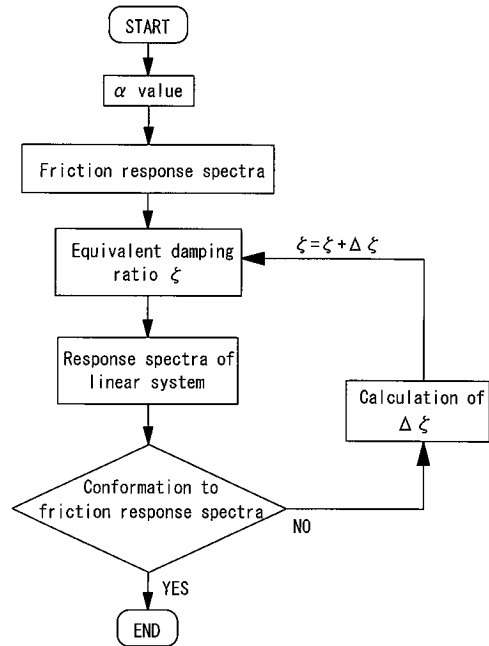 START
α value
Friction response spectra
Equivalent damping
ratio ζ
ζ=ζ+Δζ
Response spectra of
linear system
Calculation of
Δζ
Conformation to
friction response spectra
NO
YES
END